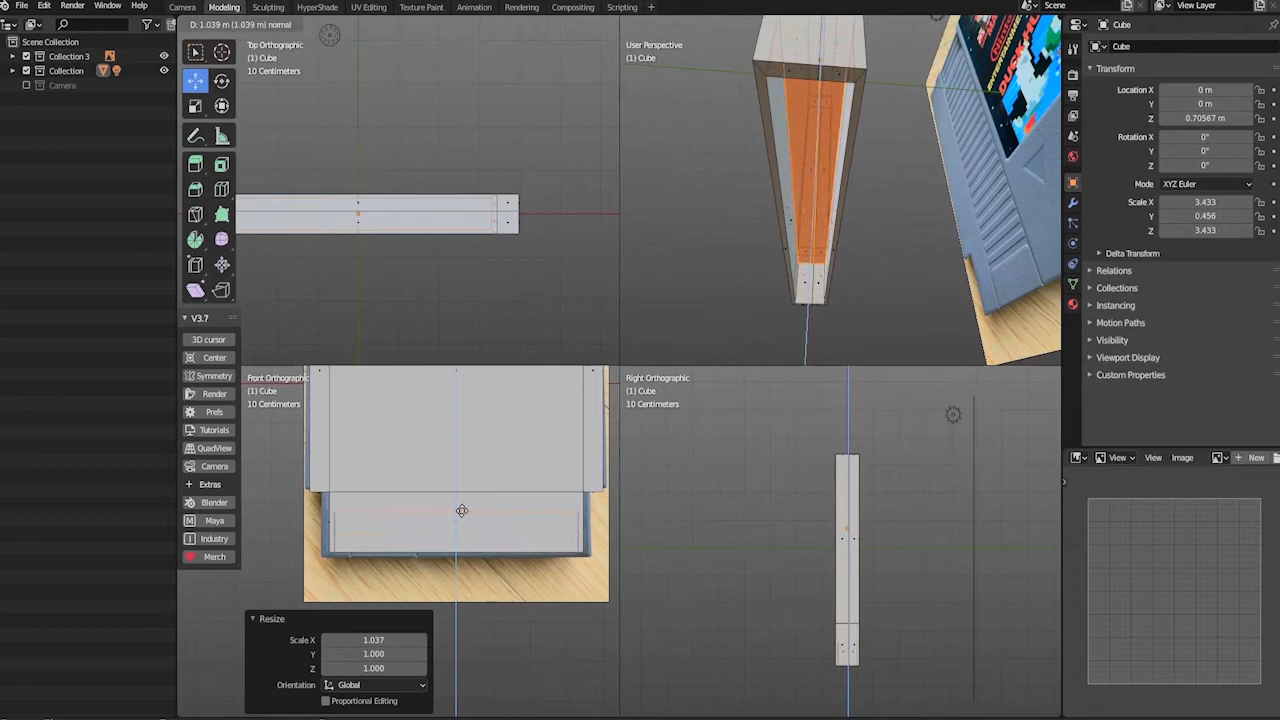 File Edit Render Window Help
Camera Modeling Sculpting HyperShade UV Editing Texture Paint Animation Rendering Compositing Scripting +
Scene
View Layer
D: 1.039 m (1.039 m) normal
Scene Collection
Collection 3
Collection
Camera
V3.7
3D cursor
Center
Symmetry
Render
Prefs
Tutorials
QuadView
Camera
Extras
Blender
Maya
Industry
Merch
Top Orthographic
(1) Cube
10 Centimeters
User Perspective
(1) Cube
Nintendo
ENTERTAINMENT
DUSK HU
Front Orthographic
(1) Cube
10 Centimeters
Right Orthographic
(1) Cube
10 Centimeters
Resize
Scale X 1.037
Y 1.000
Z 1.000
Orientation Global
Proportional Editing
Cube
Cube
Transform
Location X 0 m
Y 0 m
Z 0.70567 m
Rotation X 0°
Y 0°
Z 0°
Mode XYZ Euler
Scale X 3.433
Y 0.456
Z 3.433
Delta Transform
Relations
Collections
Instancing
Motion Paths
Visibility
Viewport Display
Custom Properties
View View Image + New